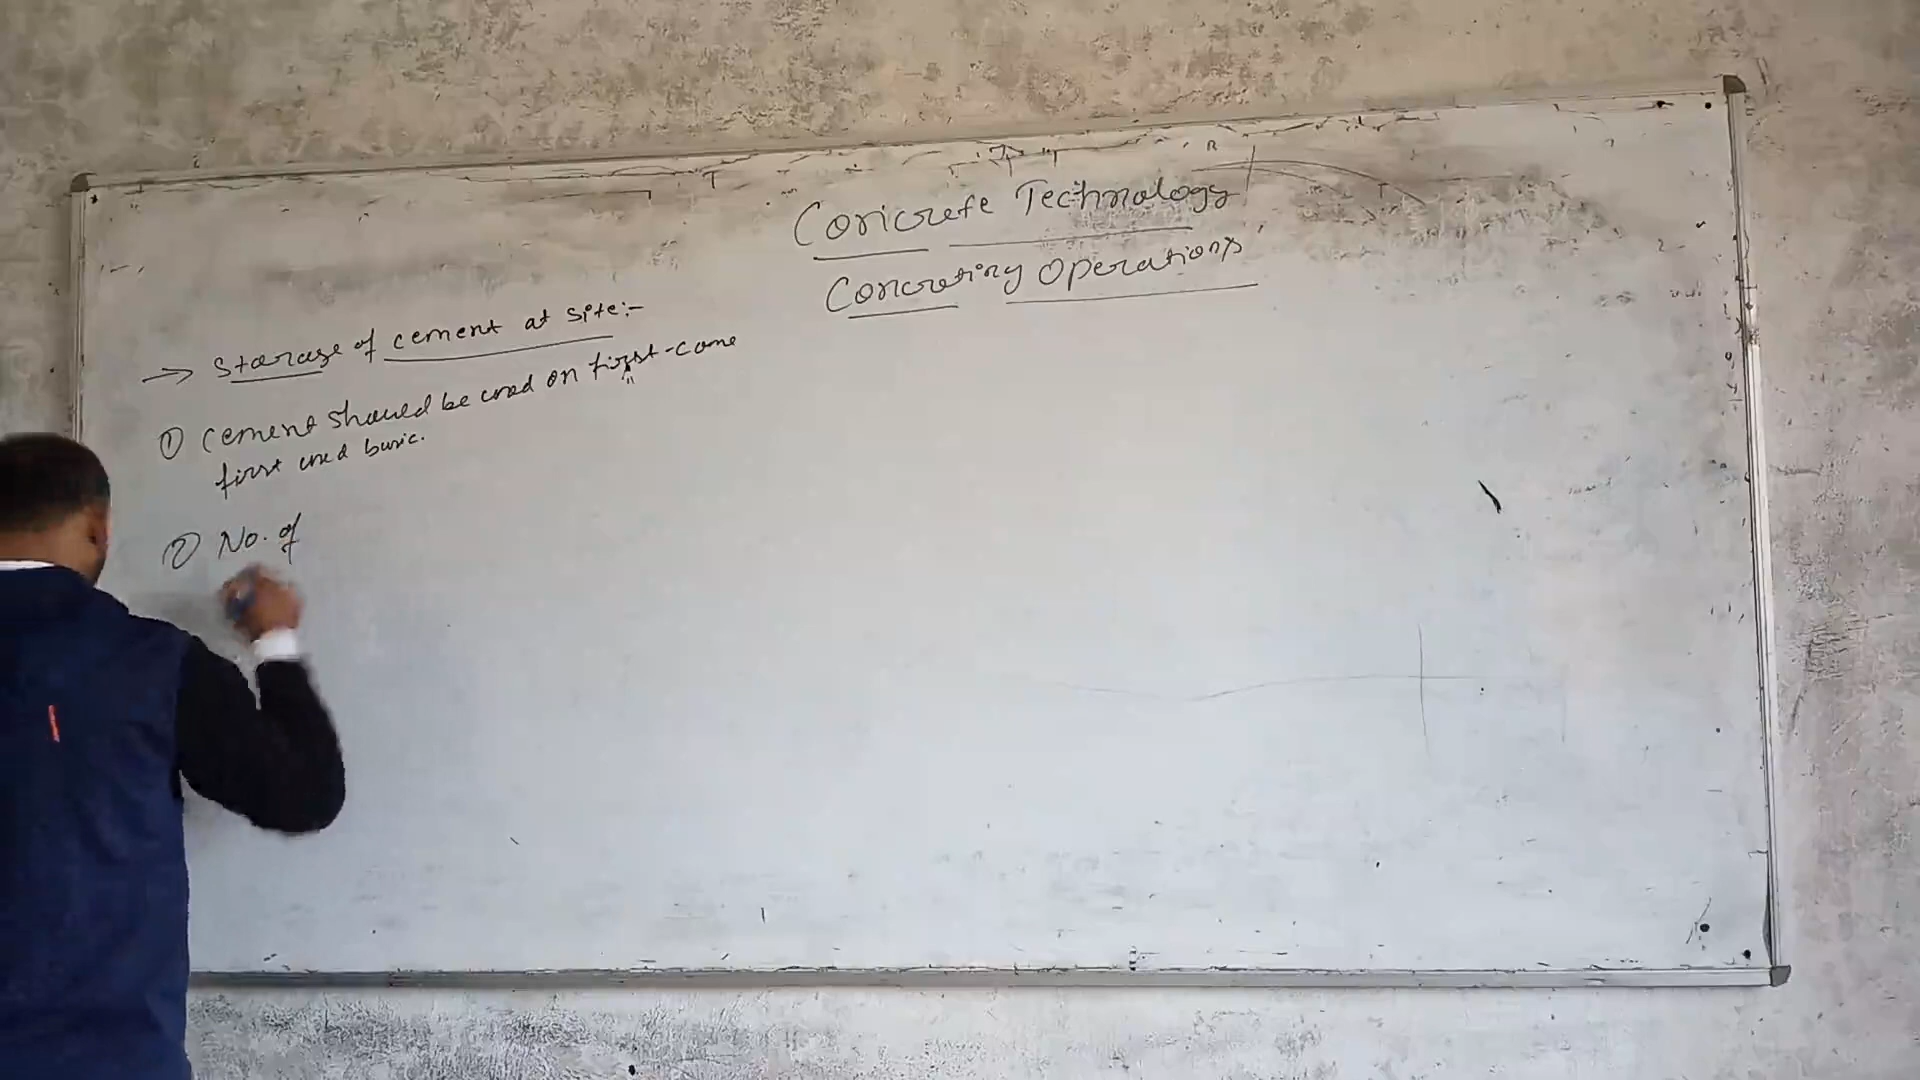 Concrete Technology
Concreting Operations
→ Storage of cement at site:-
① Cement should be used on first-come
first used basic.
② No. of